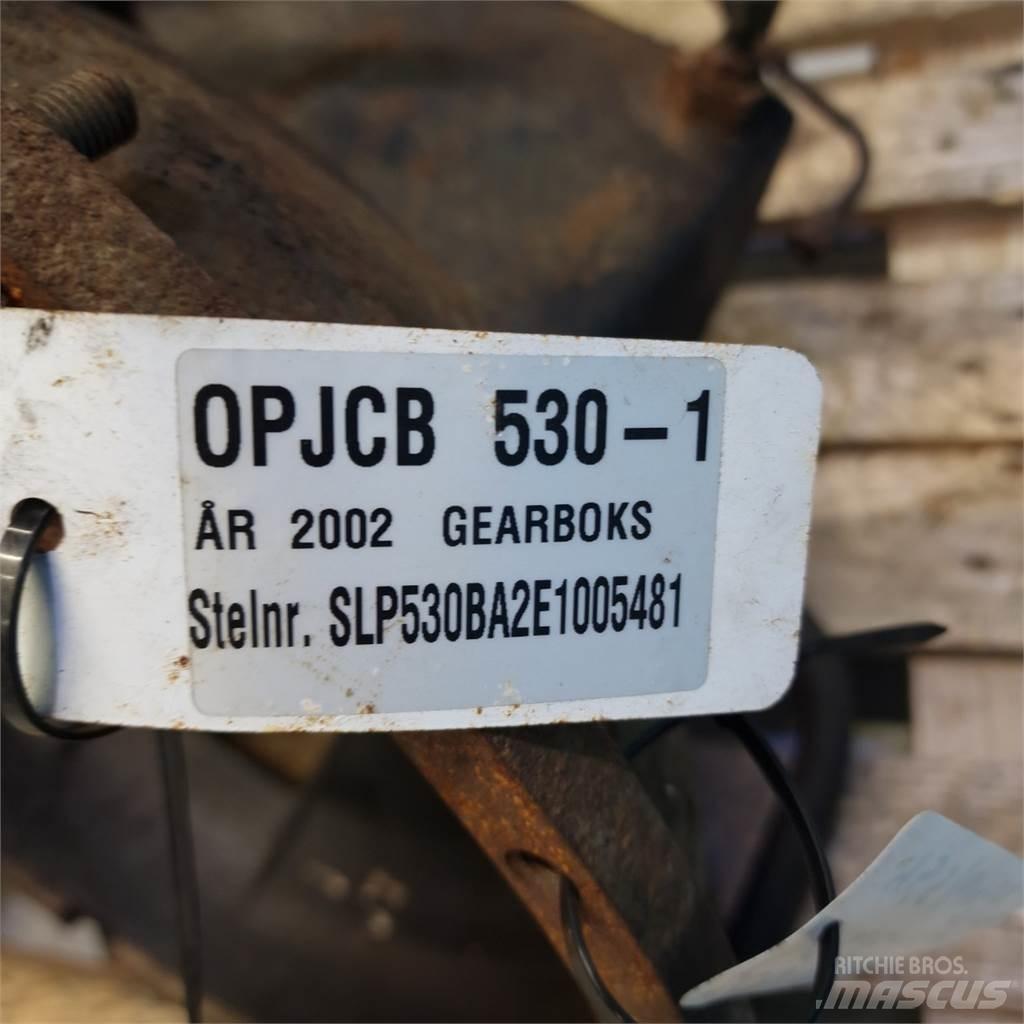 OPJCB 530-1
ÅR 2002 GEARBOKS
Stelnr. SLP530BA2E1005481
RITCHIE BROS.
MASCUS